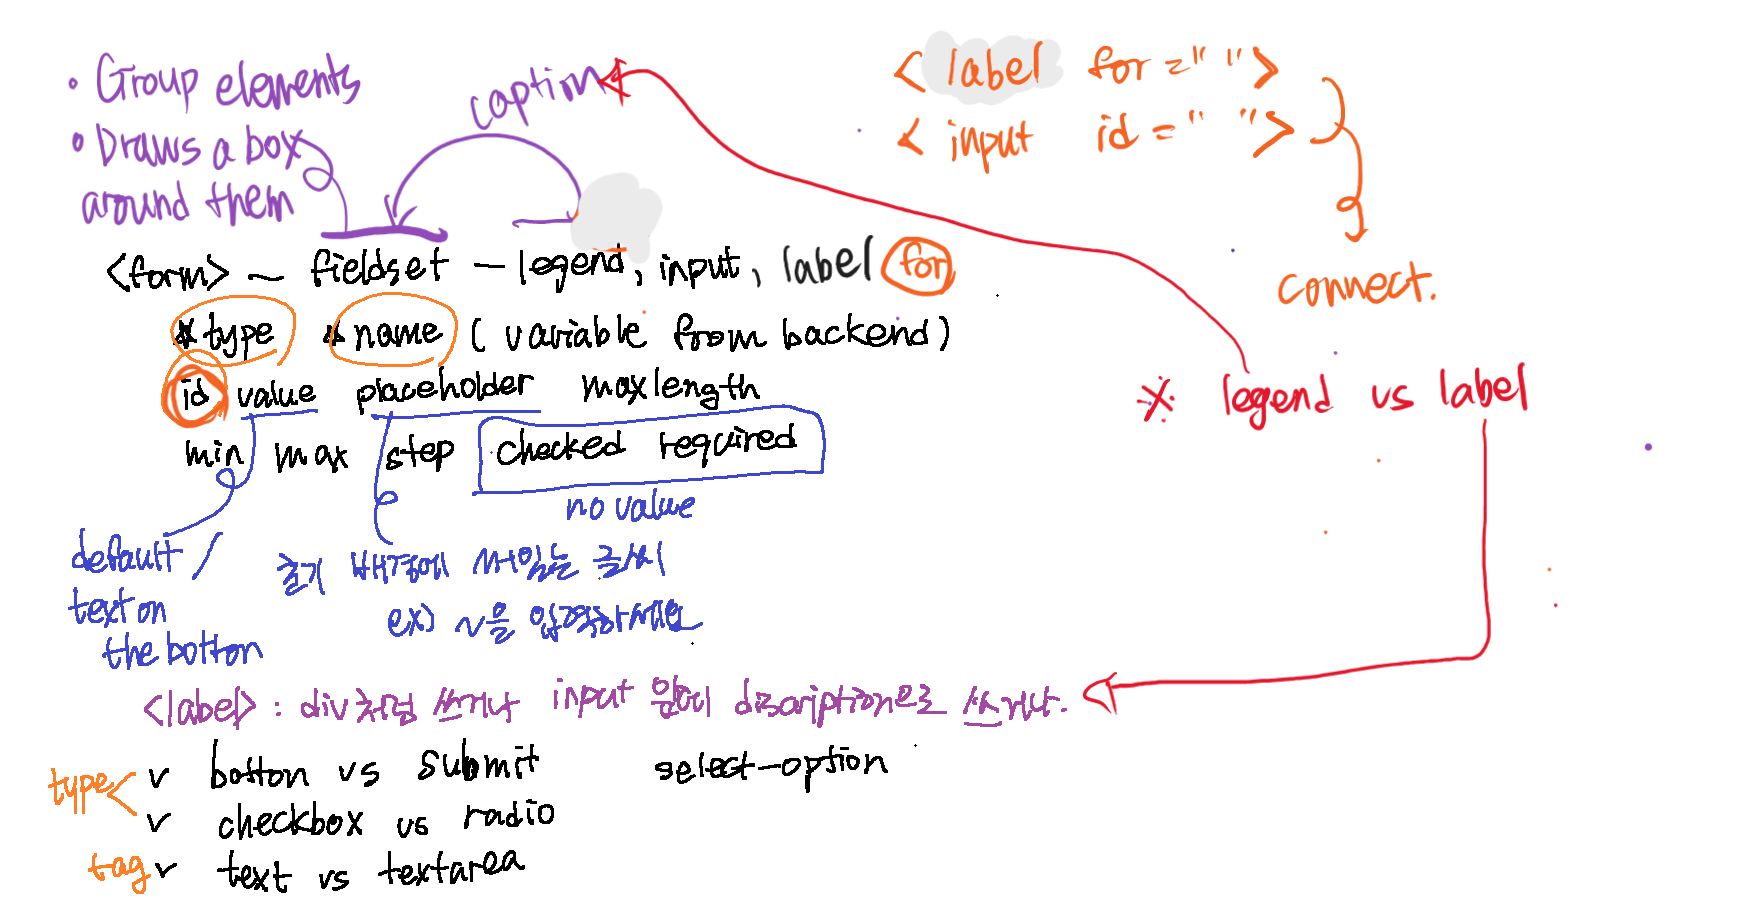 • Group elements
• Draws a box
around them
caption
<label for="">
<input id="">
connect.
<form> ~ fieldset - legend, input, label for
*type *name (variable from backend)
id value placeholder maxlength
min max step checked required
no value
※ legend vs label
default /
text on
the botton
초기 배경에 써있는 글씨
ex) ~을 입력하세요
<label> : div처럼 쓰거나 input 앞에 discription으로 쓰거나.
type < v botton vs submit select-option
v checkbox vs radio
tag v text vs textarea